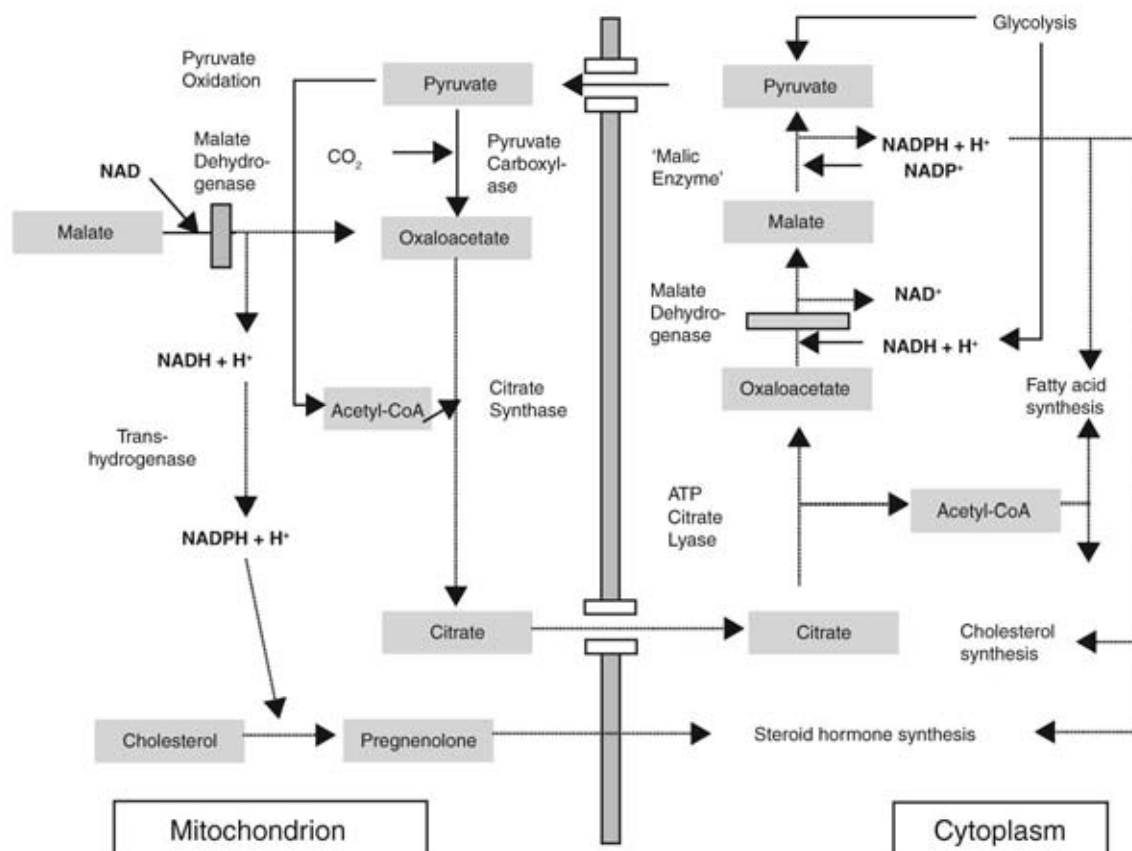 Glycolysis
Pyruvate
Oxidation
Pyruvate
Pyruvate
Malate
Dehydro-
genase
NAD
CO₂
Pyruvate
Carboxyl-
ase
'Malic
Enzyme'
NADPH + H⁺
NADP⁺
Malate
Oxaloacetate
Malate
Malate
Dehydro-
genase
NAD⁺
NADH + H⁺
NADH + H⁺
Oxaloacetate
Fatty acid
synthesis
Acetyl-CoA
Citrate
Synthase
Trans-
hydrogenase
ATP
Citrate
Lyase
Acetyl-CoA
NADPH + H⁺
Citrate
Citrate
Cholesterol
synthesis
Cholesterol
Pregnenolone
Steroid hormone synthesis
Mitochondrion
Cytoplasm